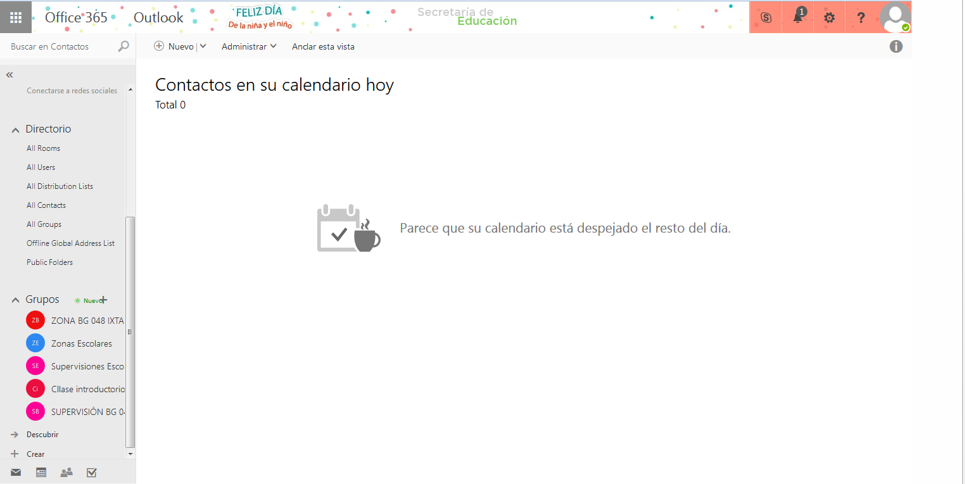 Office 365
Outlook
FELIZ DÍA
De la niña y el niño
Secretaría de
Educación
1
?
Buscar en Contactos
Nuevo
Administrar
Andar esta vista
Conectarse a redes sociales
Directorio
All Rooms
All Users
All Distribution Lists
All Contacts
All Groups
Offline Global Address List
Public Folders
Grupos
Nuevo
ZB ZONA BG 048 IXTA
ZE Zonas Escolares
SE Supervisiones Esco
Ci Cllase introductorio
SB SUPERVISIÓN BG 04
Descubrir
Crear
Contactos en su calendario hoy
Total 0
Parece que su calendario está despejado el resto del día.